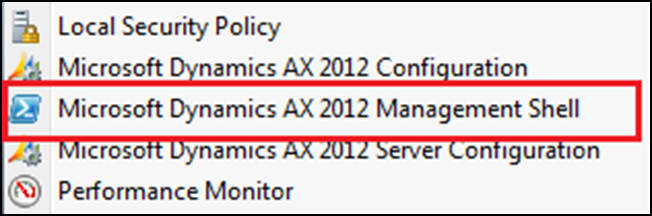 Local Security Policy
Microsoft Dynamics AX 2012 Configuration
Microsoft Dynamics AX 2012 Management Shell
Microsoft Dynamics AX 2012 Server Configuration
Performance Monitor